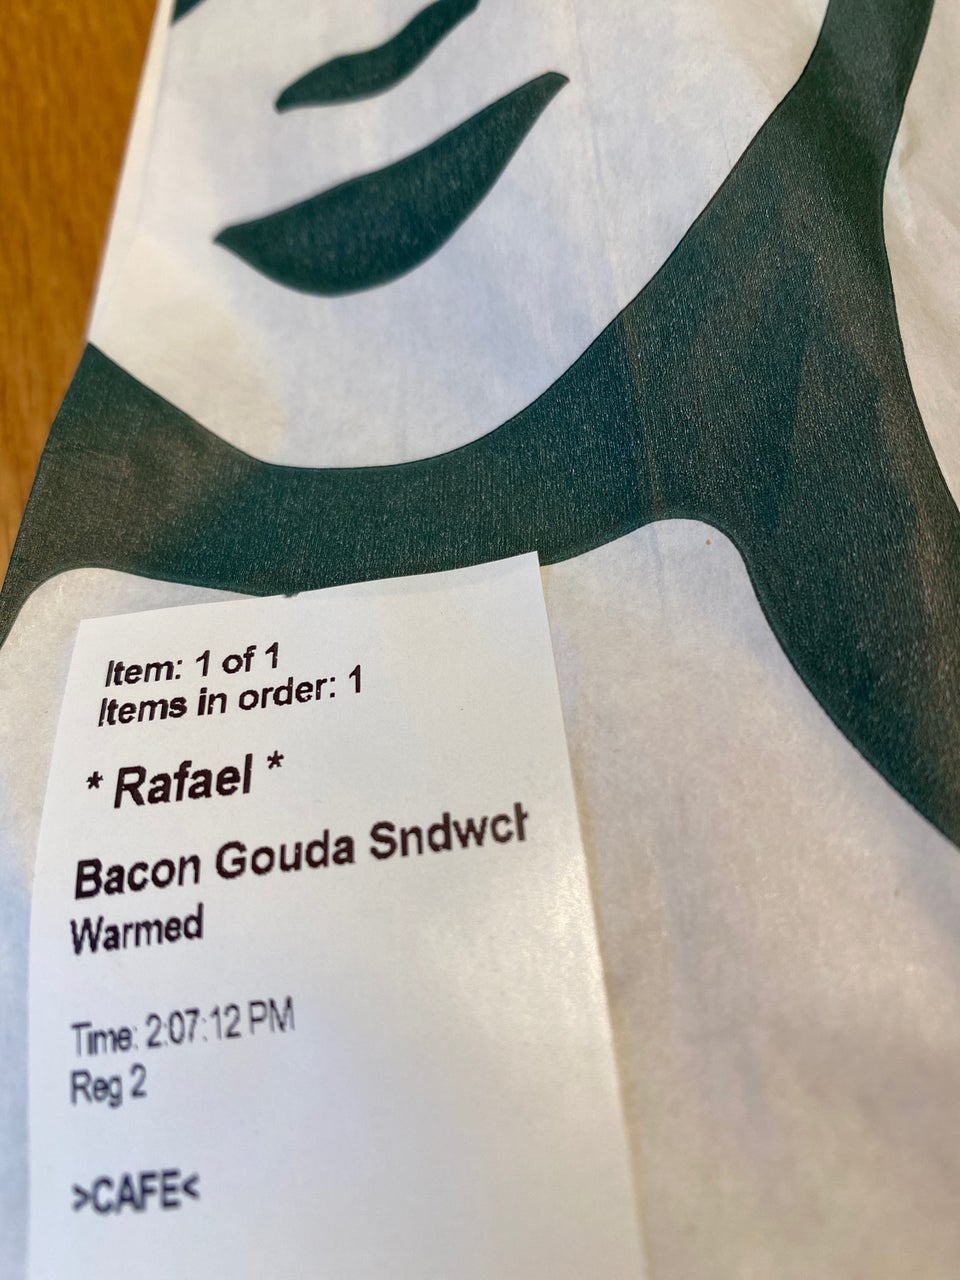 Item: 1 of 1
Items in order: 1
* Rafael *
Bacon Gouda Sndwch
Warmed
Time: 2:07:12 PM
Reg 2
>CAFE<